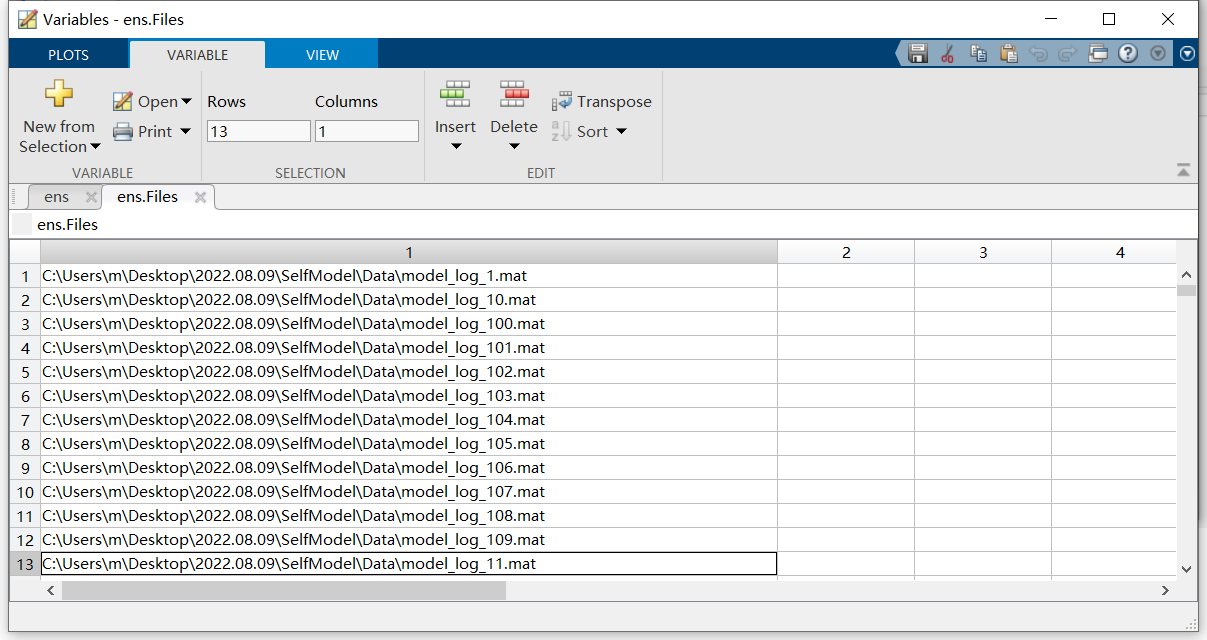 Variables - ens.Files
PLOTS VARIABLE VIEW
New from Selection
Open
Print
VARIABLE
Rows Columns
13 1
SELECTION
Insert Delete
Transpose
Sort
EDIT
ens ens.Files
ens.Files
1 2 3 4
1 C:\Users\m\Desktop\2022.08.09\SelfModel\Data\model_log_1.mat
2 C:\Users\m\Desktop\2022.08.09\SelfModel\Data\model_log_10.mat
3 C:\Users\m\Desktop\2022.08.09\SelfModel\Data\model_log_100.mat
4 C:\Users\m\Desktop\2022.08.09\SelfModel\Data\model_log_101.mat
5 C:\Users\m\Desktop\2022.08.09\SelfModel\Data\model_log_102.mat
6 C:\Users\m\Desktop\2022.08.09\SelfModel\Data\model_log_103.mat
7 C:\Users\m\Desktop\2022.08.09\SelfModel\Data\model_log_104.mat
8 C:\Users\m\Desktop\2022.08.09\SelfModel\Data\model_log_105.mat
9 C:\Users\m\Desktop\2022.08.09\SelfModel\Data\model_log_106.mat
10 C:\Users\m\Desktop\2022.08.09\SelfModel\Data\model_log_107.mat
11 C:\Users\m\Desktop\2022.08.09\SelfModel\Data\model_log_108.mat
12 C:\Users\m\Desktop\2022.08.09\SelfModel\Data\model_log_109.mat
13 C:\Users\m\Desktop\2022.08.09\SelfModel\Data\model_log_11.mat